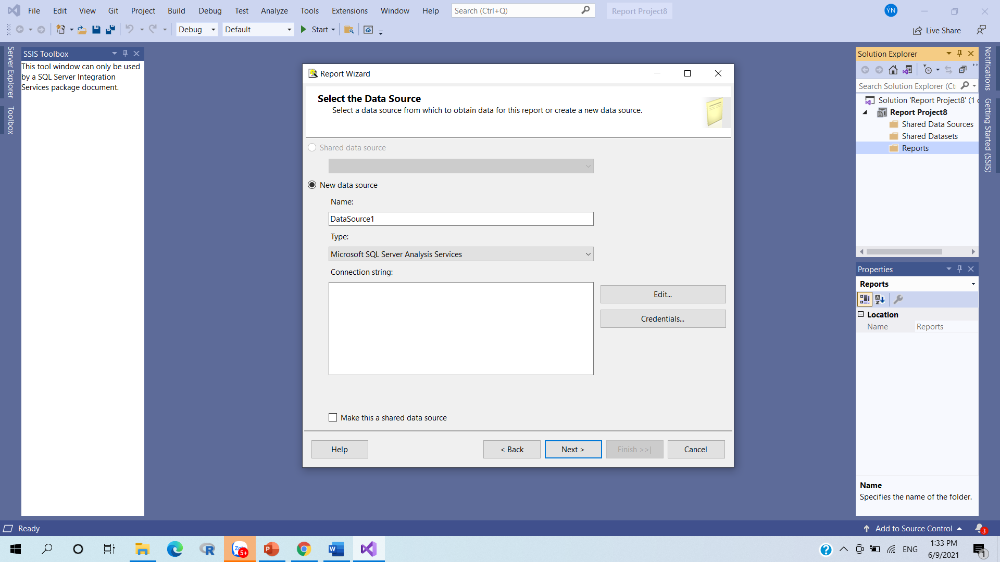 File Edit View Git Project Build Debug Test Analyze Tools Extensions Window Help Search (Ctrl+Q) Report Project8 ÝN
Debug Default Start Live Share
Server Explorer
Toolbox
SSIS Toolbox
This tool window can only be used
by a SQL Server Integration
Services package document.
Report Wizard
Select the Data Source
Select a data source from which to obtain data for this report or create a new data source.
Shared data source
New data source
Name:
DataSource1
Type:
Microsoft SQL Server Analysis Services
Connection string:
Edit...
Credentials...
Make this a shared data source
Help < Back Next > Finish >>| Cancel
Solution Explorer
Search Solution Explorer (Ctr
Solution 'Report Project8' (1
Report Project8
Shared Data Sources
Shared Datasets
Reports
Properties
Reports
Location
Name Reports
Name
Specifies the name of the folder.
Notifications
Getting Started (SSIS)
Ready Add to Source Control 3
5+ ENG 1:33 PM
6/9/2021 1